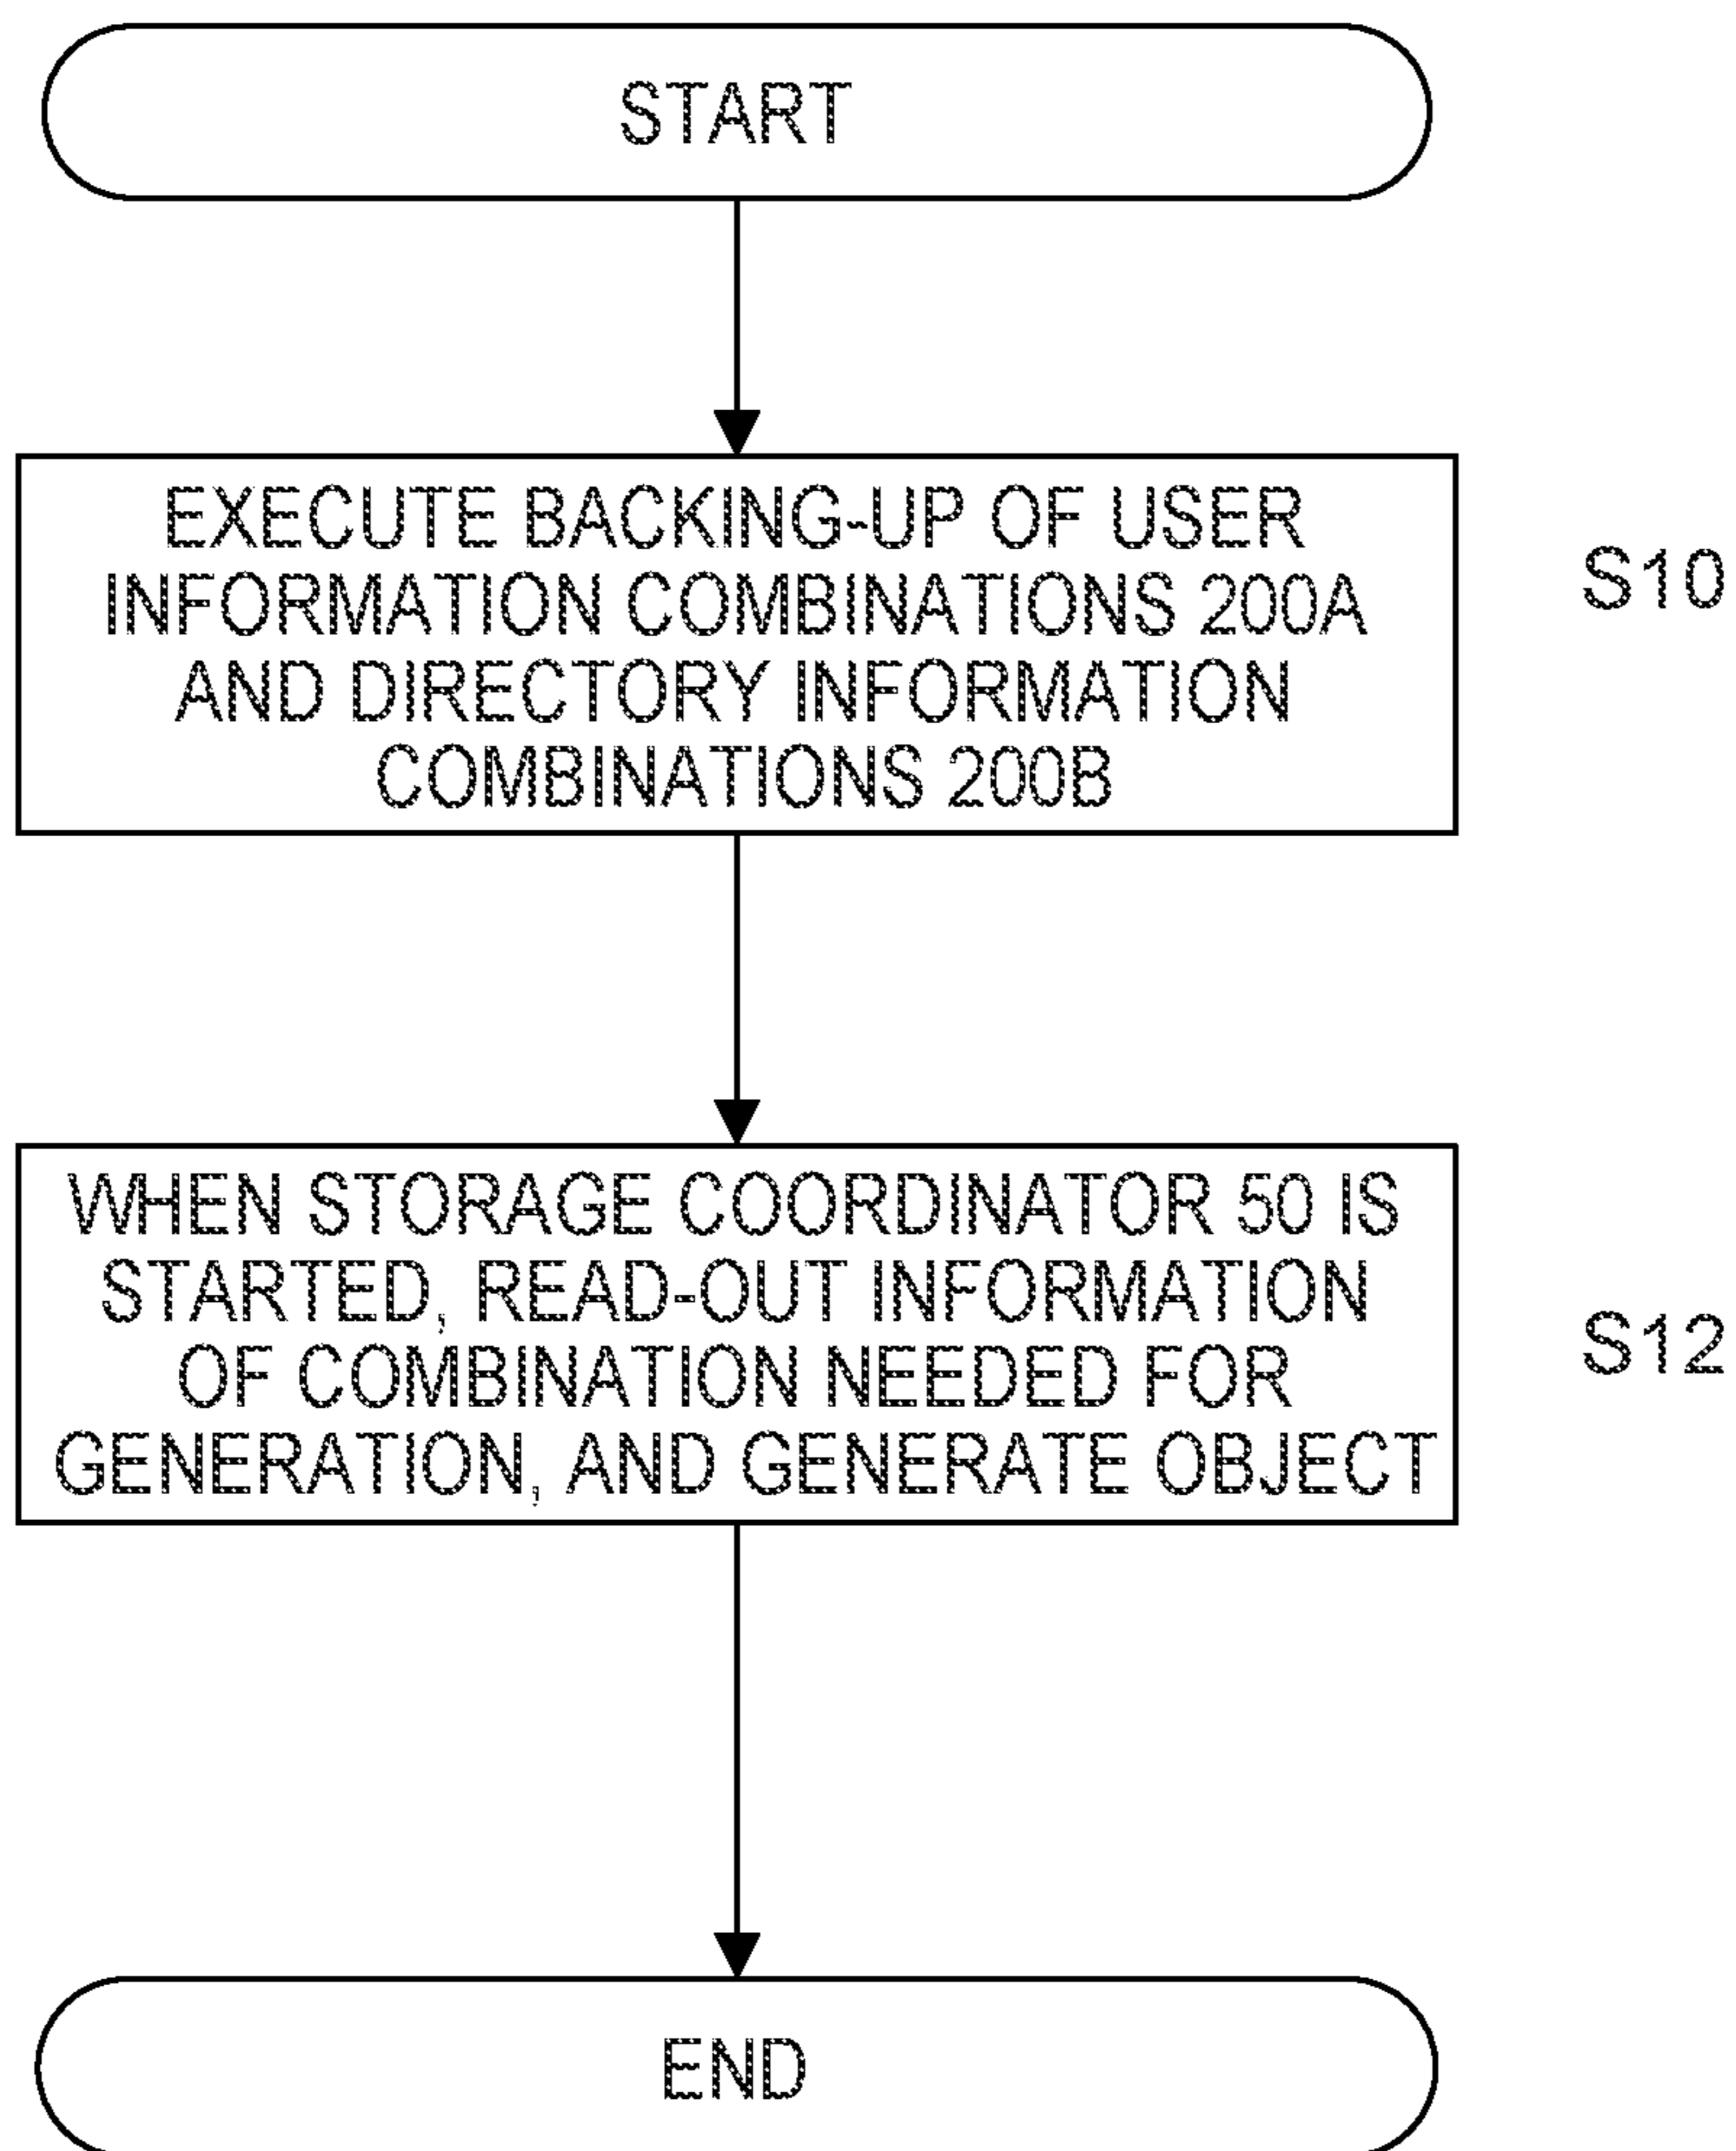 START
EXECUTE BACKING-UP OF USER
INFORMATION COMBINATIONS 200A
AND DIRECTORY INFORMATION
COMBINATIONS 200B
S10
WHEN STORAGE COORDINATOR 50 IS
STARTED, READ-OUT INFORMATION
OF COMBINATION NEEDED FOR
GENERATION, AND GENERATE OBJECT
S12
END